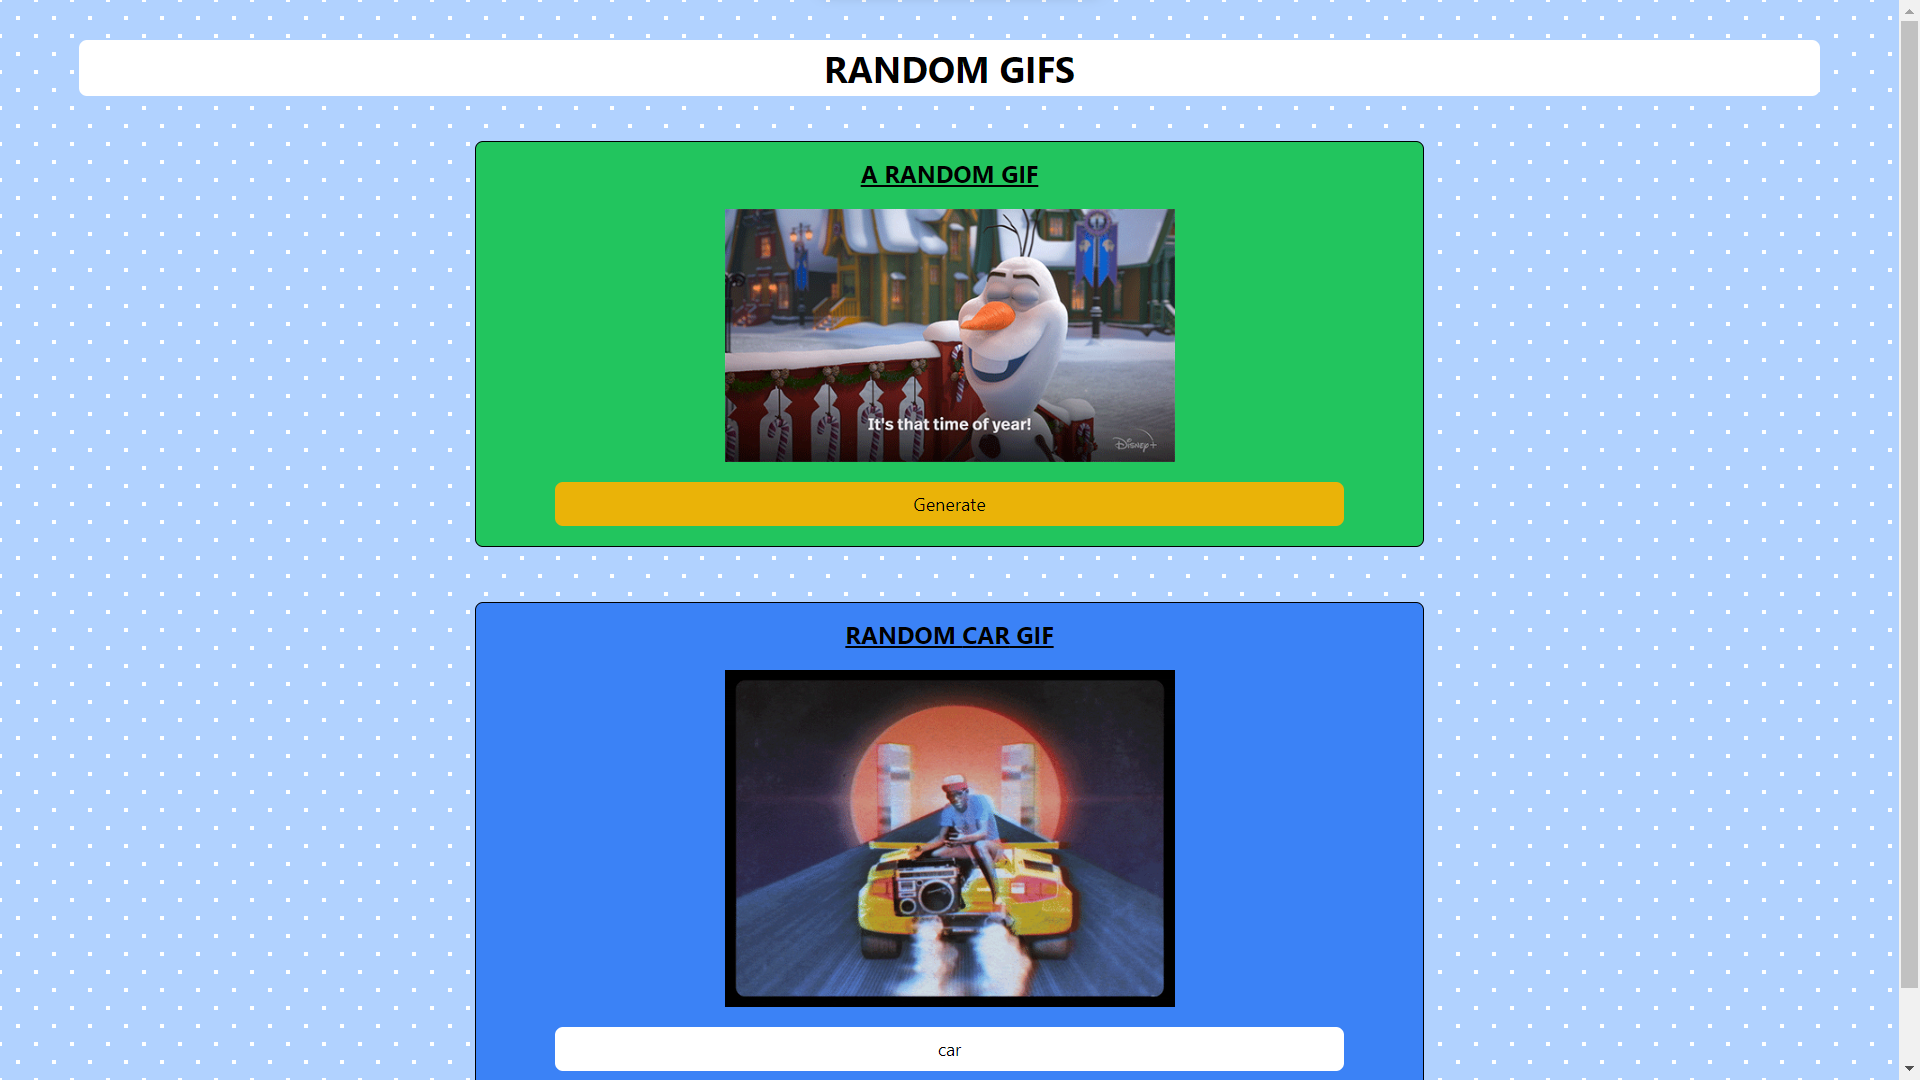 RANDOM GIFS
A RANDOM GIF
It's that time of year!
Disney+
Generate
RANDOM CAR GIF
car